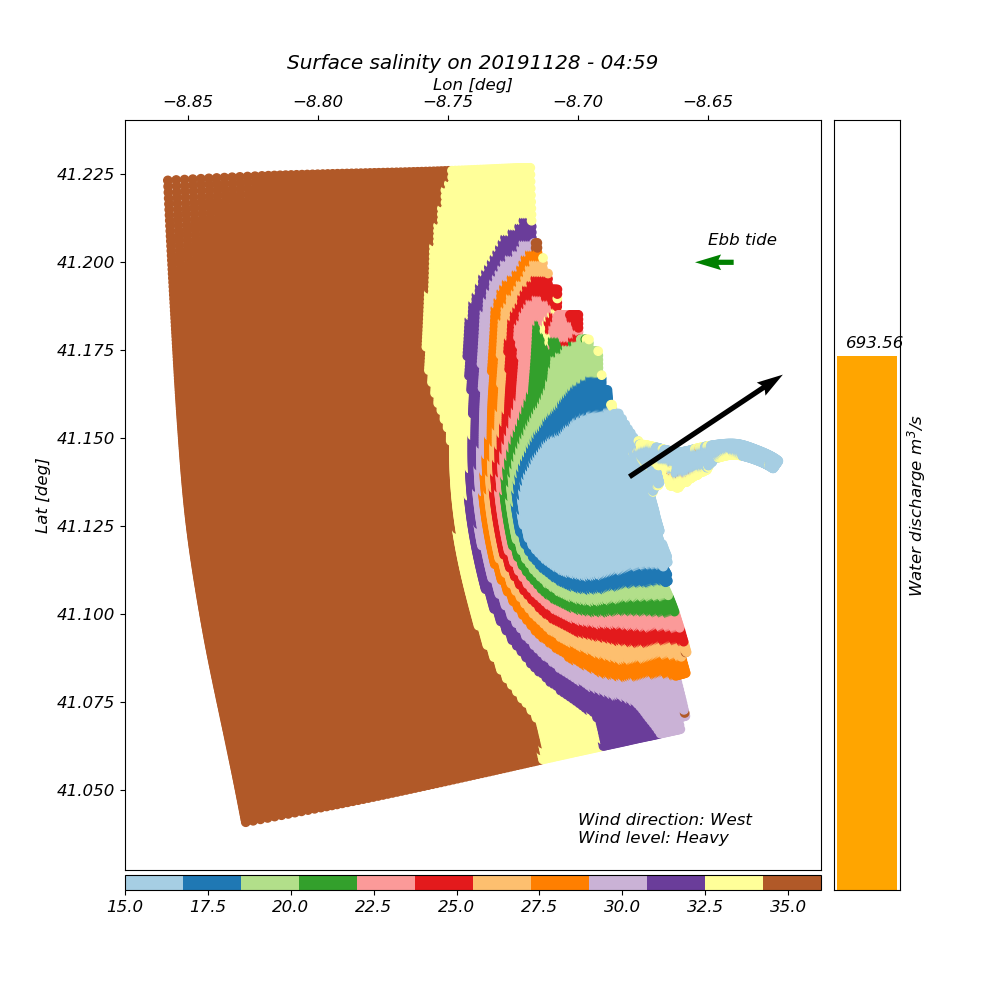 Surface salinity on 20191128 - 04:59
Lon [deg]
−8.85 −8.80 −8.75 −8.70 −8.65
41.225
41.200
41.175
41.150
41.125
41.100
41.075
41.050
Lat [deg]
Ebb tide
693.56
Water discharge m³/s
Wind direction: West
Wind level: Heavy
15.0 17.5 20.0 22.5 25.0 27.5 30.0 32.5 35.0